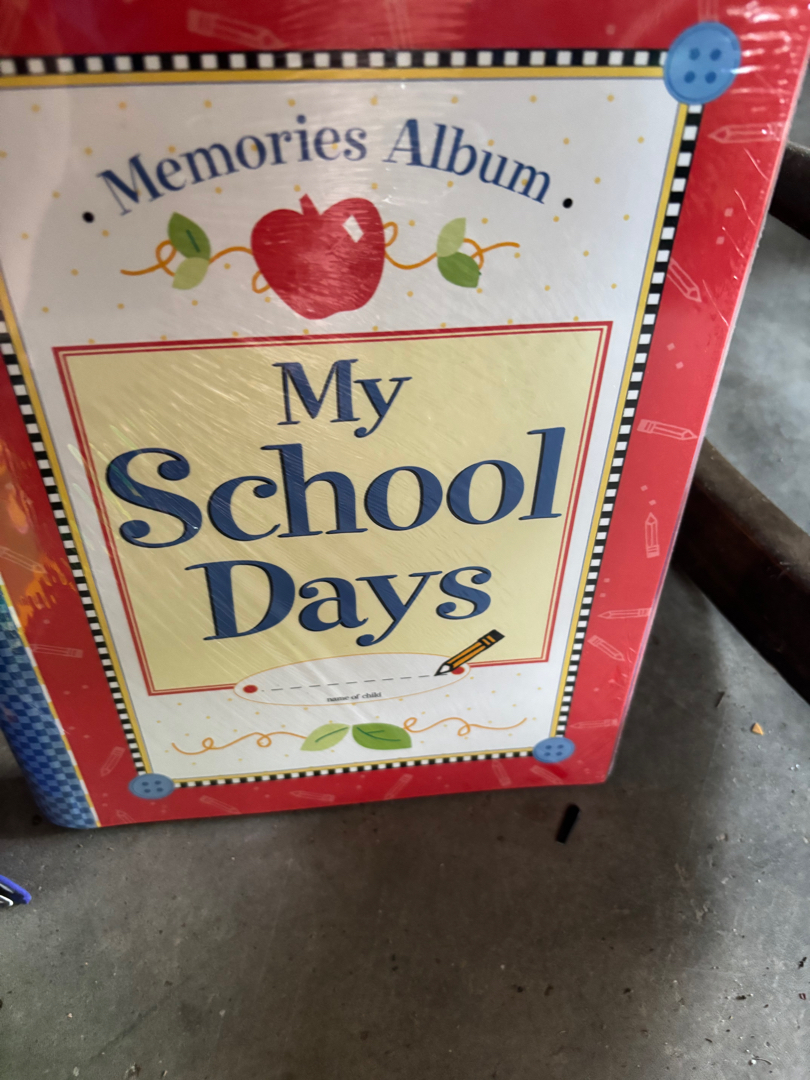 Memories Album
My
School
Days
name of child